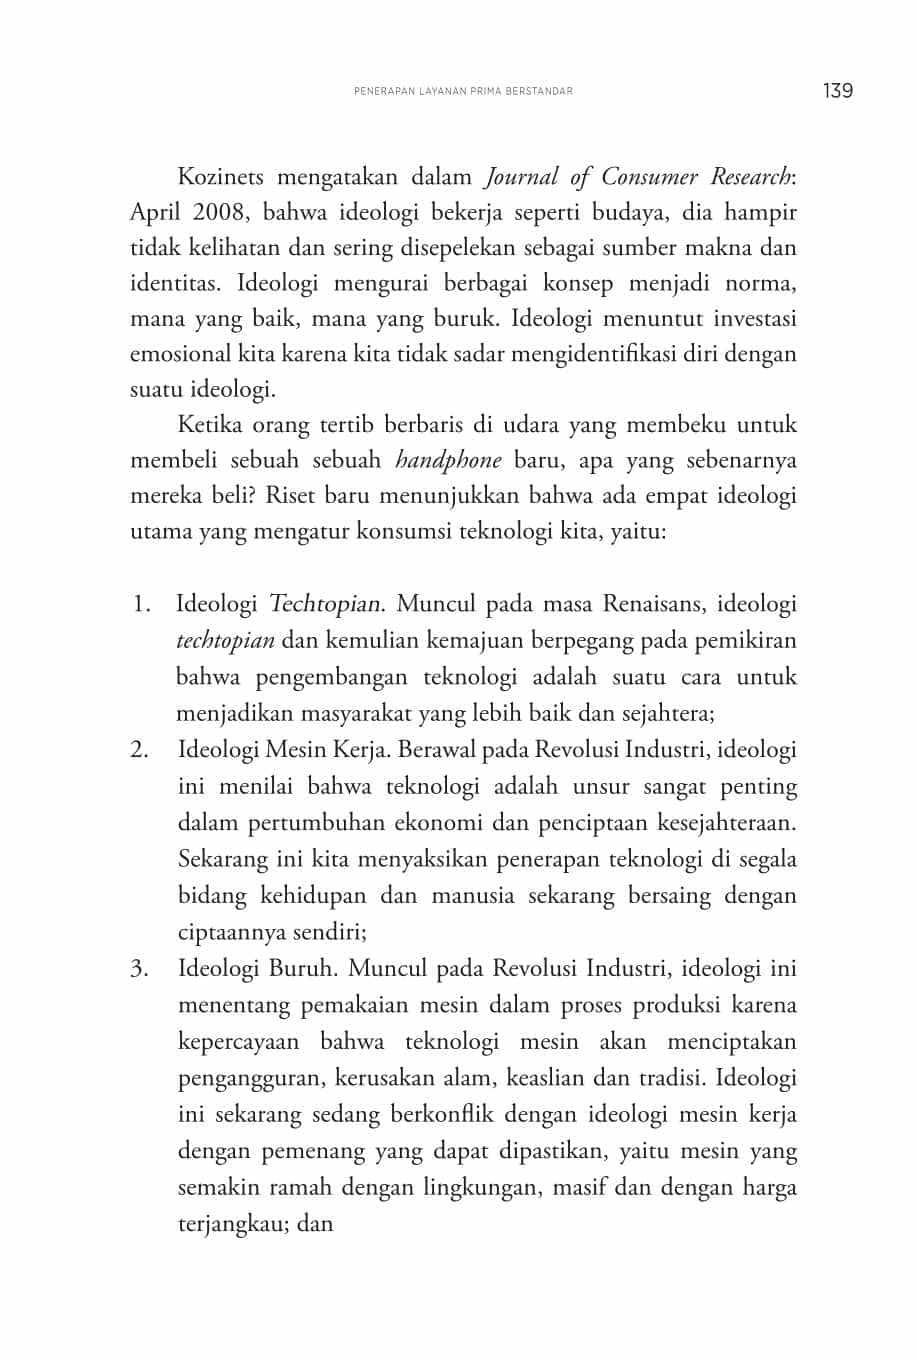 PENERAPAN LAYANAN PRIMA BERSTANDAR
139
Kozinets mengatakan dalam Journal of Consumer Research:
April 2008, bahwa ideologi bekerja seperti budaya, dia hampir
tidak kelihatan dan sering disepelekan sebagai sumber makna dan
identitas. Ideologi mengurai berbagai konsep menjadi norma,
mana yang baik, mana yang buruk. Ideologi menuntut investasi
emosional kita karena kita tidak sadar mengidentifikasi diri dengan
suatu ideologi.
Ketika orang tertib berbaris di udara yang membeku untuk
membeli sebuah sebuah handphone baru, apa yang sebenarnya
mereka beli? Riset baru menunjukkan bahwa ada empat ideologi
utama yang mengatur konsumsi teknologi kita, yaitu:
1. Ideologi Techtopian. Muncul pada masa Renaisans, ideologi
techtopian dan kemulian kemajuan berpegang pada pemikiran
bahwa pengembangan teknologi adalah suatu cara untuk
menjadikan masyarakat yang lebih baik dan sejahtera;
2. Ideologi Mesin Kerja. Berawal pada Revolusi Industri, ideologi
ini menilai bahwa teknologi adalah unsur sangat penting
dalam pertumbuhan ekonomi dan penciptaan kesejahteraan.
Sekarang ini kita menyaksikan penerapan teknologi di segala
bidang kehidupan dan manusia sekarang bersaing dengan
ciptaannya sendiri;
3. Ideologi Buruh. Muncul pada Revolusi Industri, ideologi ini
menentang pemakaian mesin dalam proses produksi karena
kepercayaan bahwa teknologi mesin akan menciptakan
pengangguran, kerusakan alam, keaslian dan tradisi. Ideologi
ini sekarang sedang berkonflik dengan ideologi mesin kerja
dengan pemenang yang dapat dipastikan, yaitu mesin yang
semakin ramah dengan lingkungan, masif dan dengan harga
terjangkau; dan